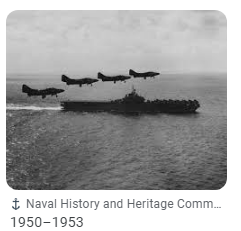 Naval History and Heritage Comm...
1950–1953